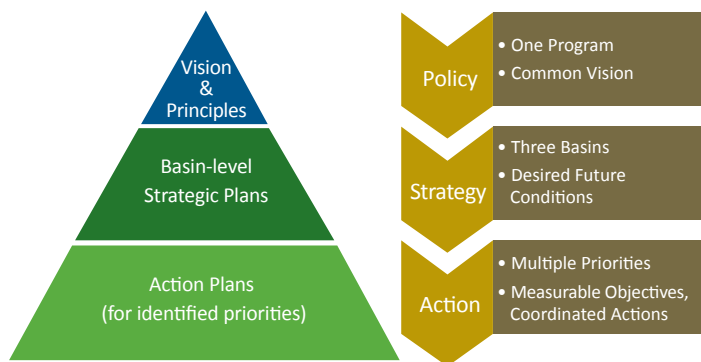 Vision
&
Principles
Basin-level
Strategic Plans
Action Plans
(for identified priorities)
Policy
• One Program
• Common Vision
Strategy
• Three Basins
• Desired Future
Conditions
Action
• Multiple Priorities
• Measurable Objectives,
Coordinated Actions